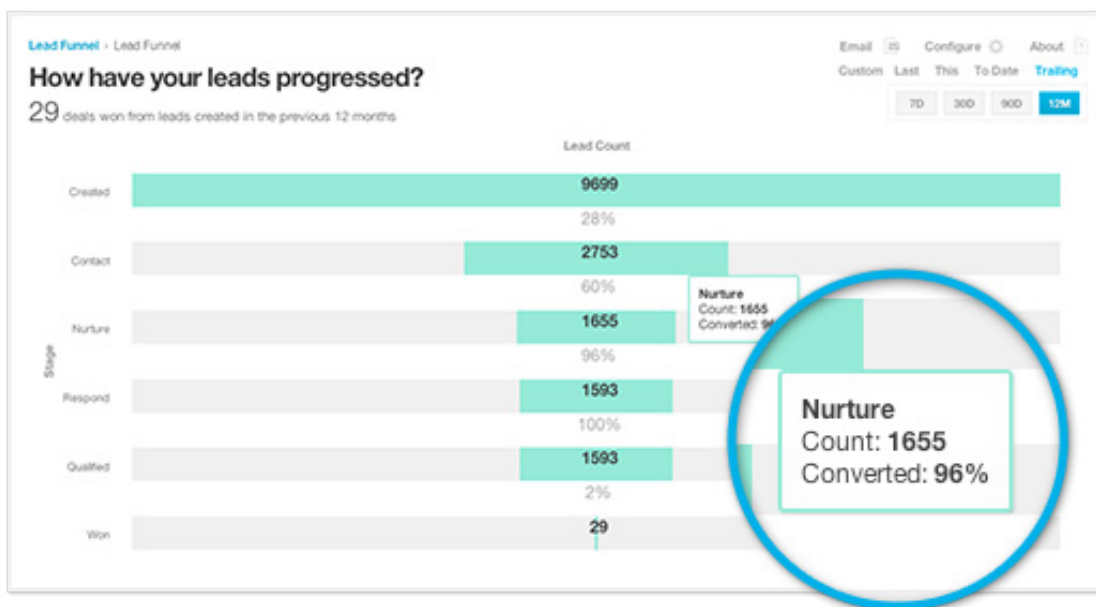 Lead Funnel › Lead Funnel
Email Configure About
How have your leads progressed?
Custom Last This To Date Trailing
29 deals won from leads created in the previous 12 months
7D 30D 90D 12M
Lead Count
Created 9699
28%
Contact 2753
60%
Nurture
Count: 1655
Converted: 96
Nurture 1655
96%
Stage
Respond 1593
100%
Qualified 1593
2%
Won 29
Nurture
Count: 1655
Converted: 96%